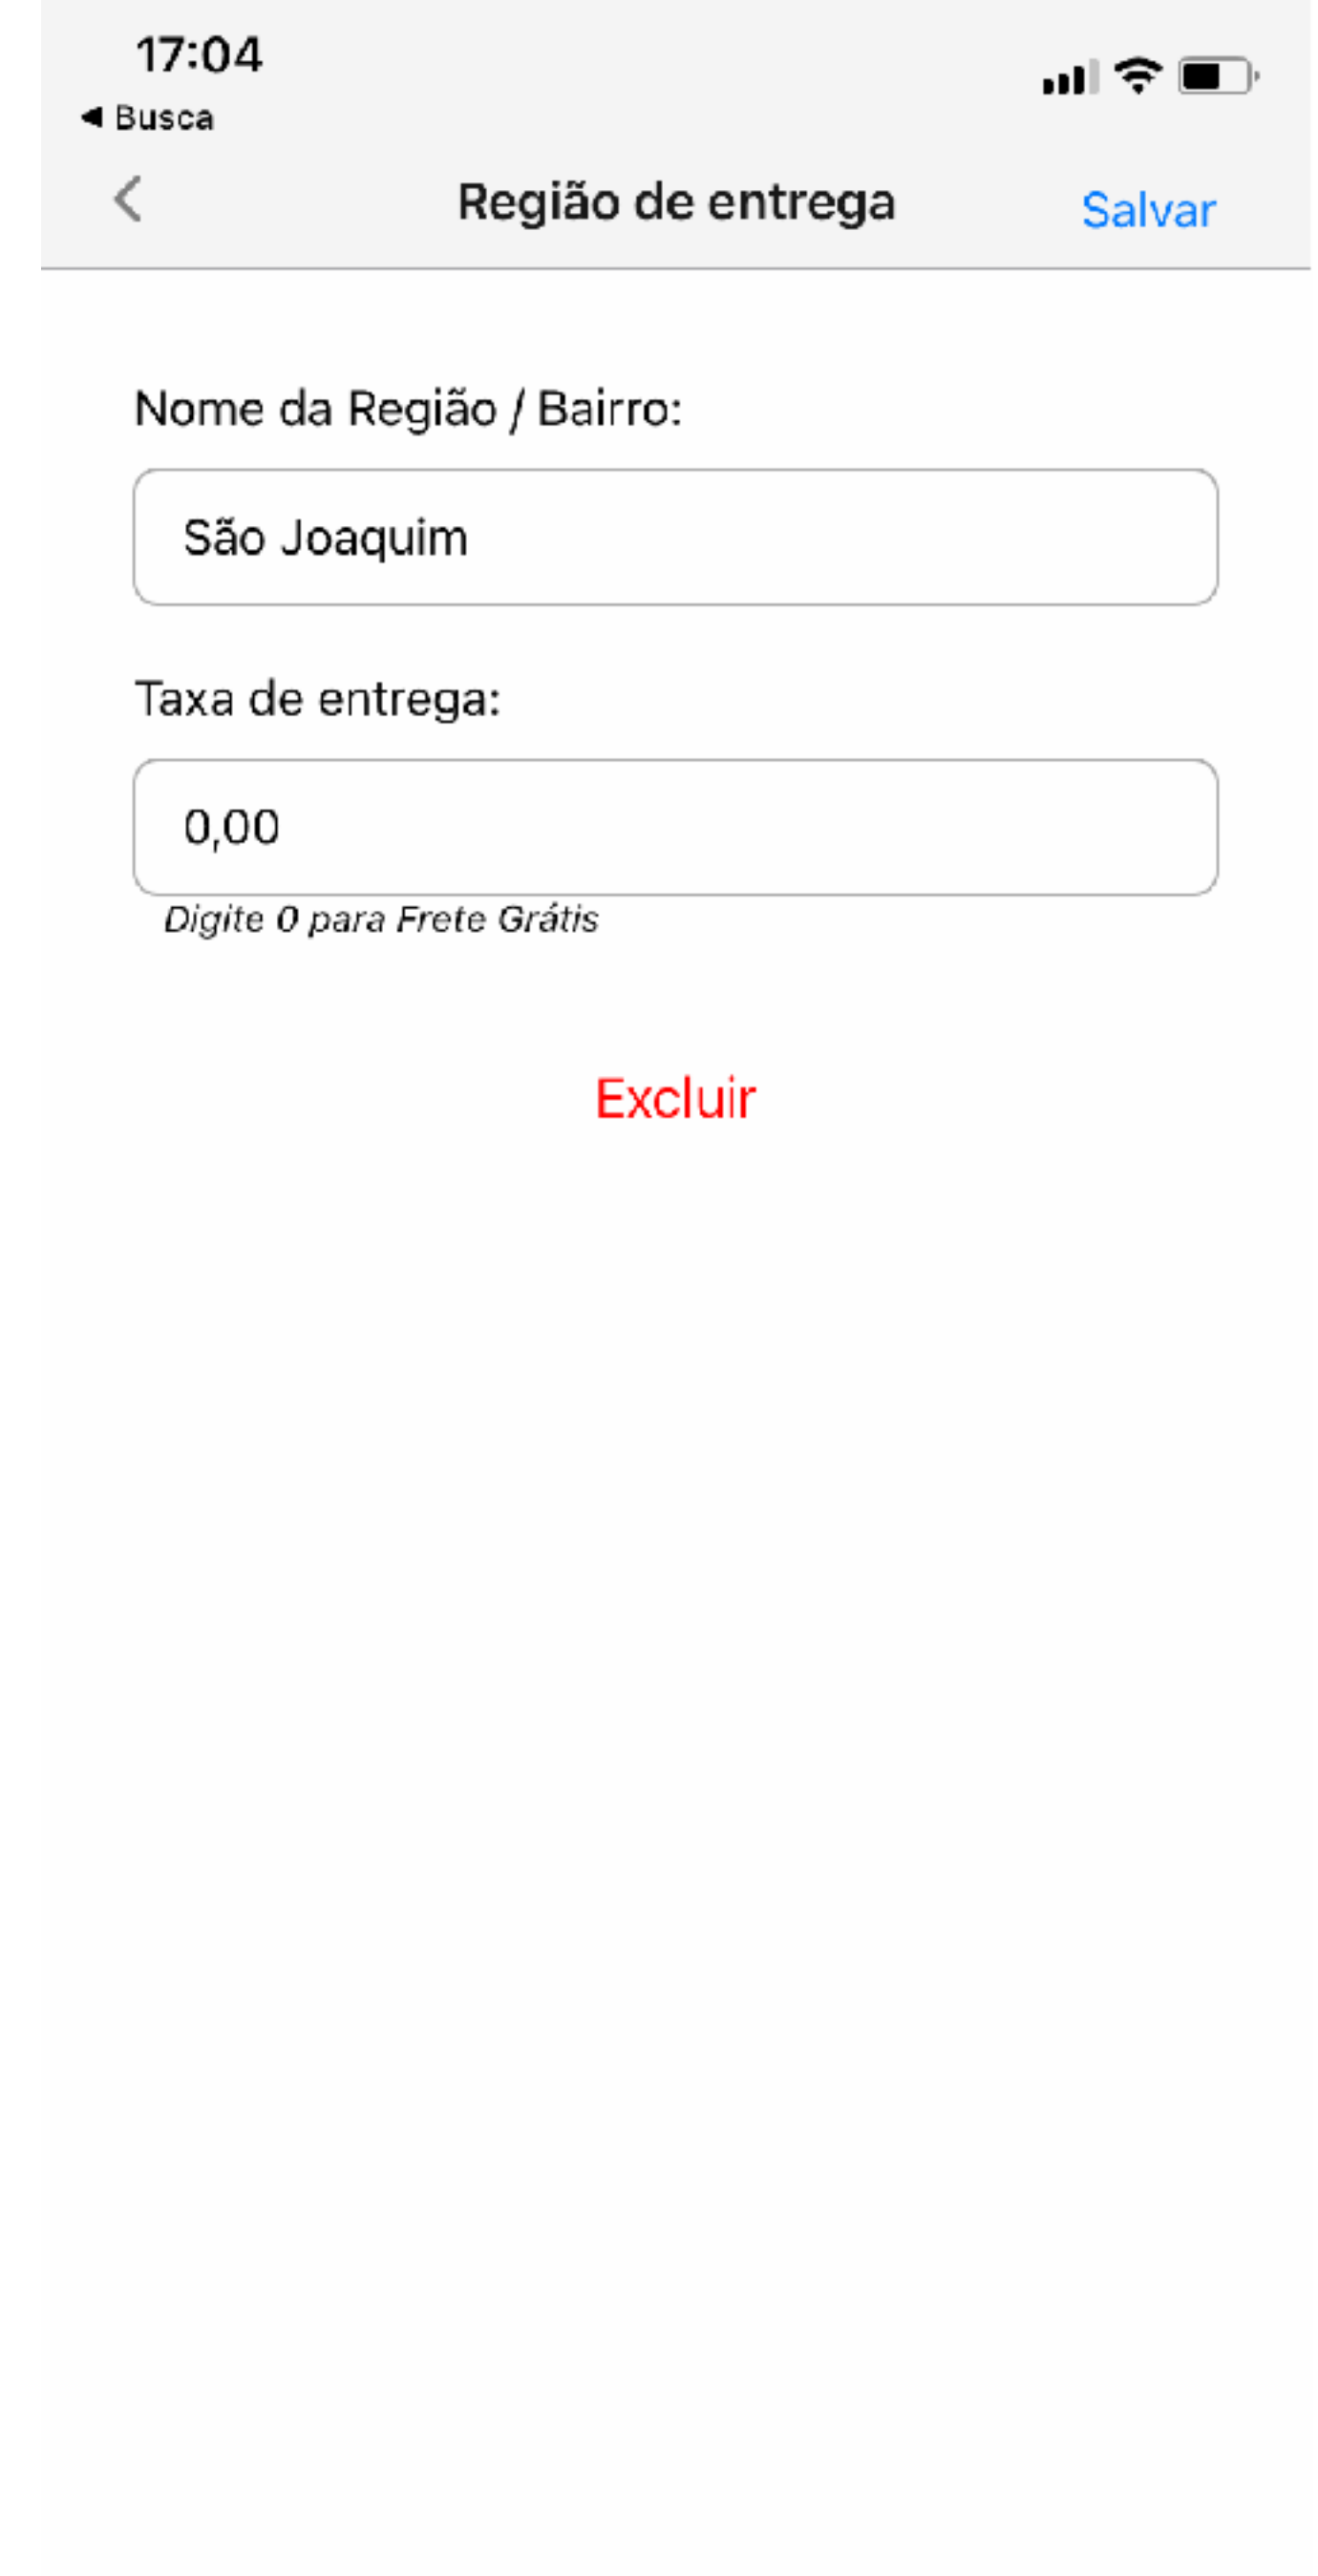 17:04
◀ Busca
Região de entrega
Salvar
Nome da Região / Bairro:
São Joaquim
Taxa de entrega:
0,00
Digite 0 para Frete Grátis
Excluir